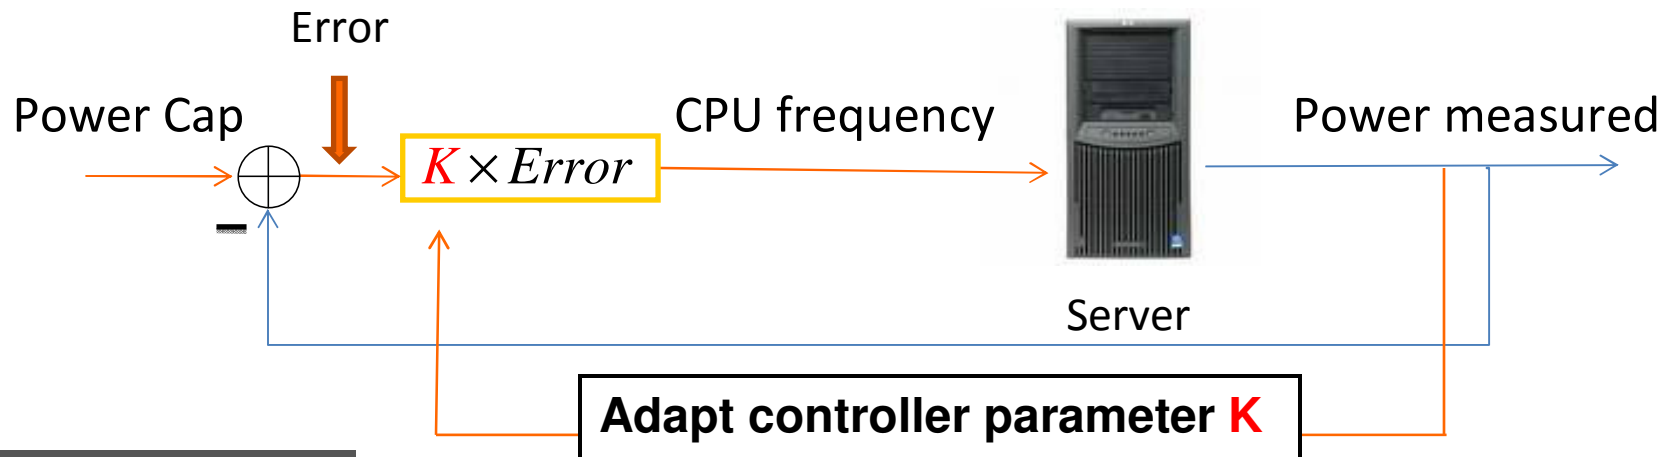 Error
Power Cap
CPU frequency
Power measured
K × Error
Server
Adapt controller parameter K